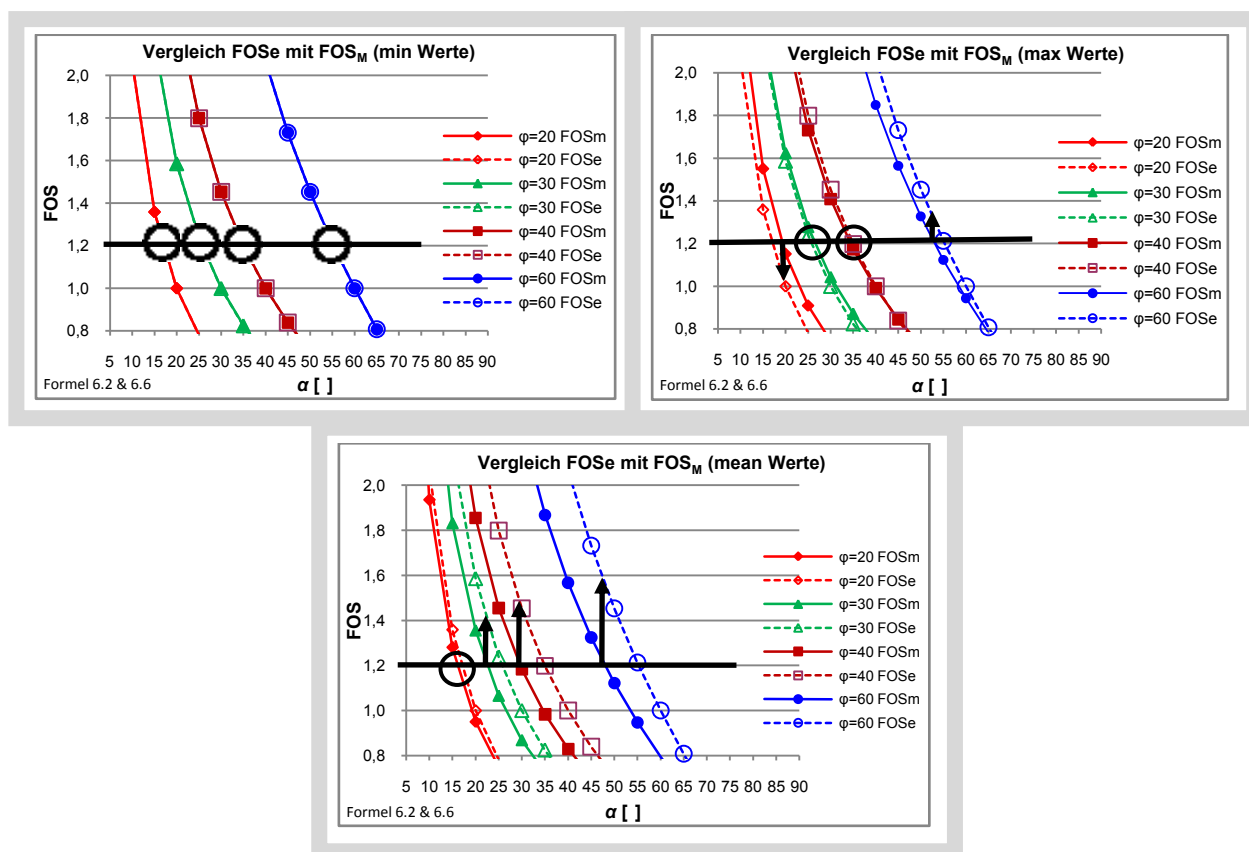 Vergleich FOSe mit FOSM (min Werte)
2,0
1,8
1,6
1,4
1,2
1,0
0,8
FOS
5 10 15 20 25 30 35 40 45 50 55 60 65 70 75 80 85 90
α [ ]
Formel 6.2 & 6.6
φ=20 FOSm
φ=20 FOSe
φ=30 FOSm
φ=30 FOSe
φ=40 FOSm
φ=40 FOSe
φ=60 FOSm
φ=60 FOSe
Vergleich FOSe mit FOSM (max Werte)
2,0
1,8
1,6
1,4
1,2
1,0
0,8
FOS
5 10 15 20 25 30 35 40 45 50 55 60 65 70 75 80 85 90
α [ ]
Formel 6.2 & 6.6
φ=20 FOSm
φ=20 FOSe
φ=30 FOSm
φ=30 FOSe
φ=40 FOSm
φ=40 FOSe
φ=60 FOSm
φ=60 FOSe
Vergleich FOSe mit FOSM (mean Werte)
2,0
1,8
1,6
1,4
1,2
1,0
0,8
FOS
5 10 15 20 25 30 35 40 45 50 55 60 65 70 75 80 85 90
α [ ]
Formel 6.2 & 6.6
φ=20 FOSm
φ=20 FOSe
φ=30 FOSm
φ=30 FOSe
φ=40 FOSm
φ=40 FOSe
φ=60 FOSm
φ=60 FOSe